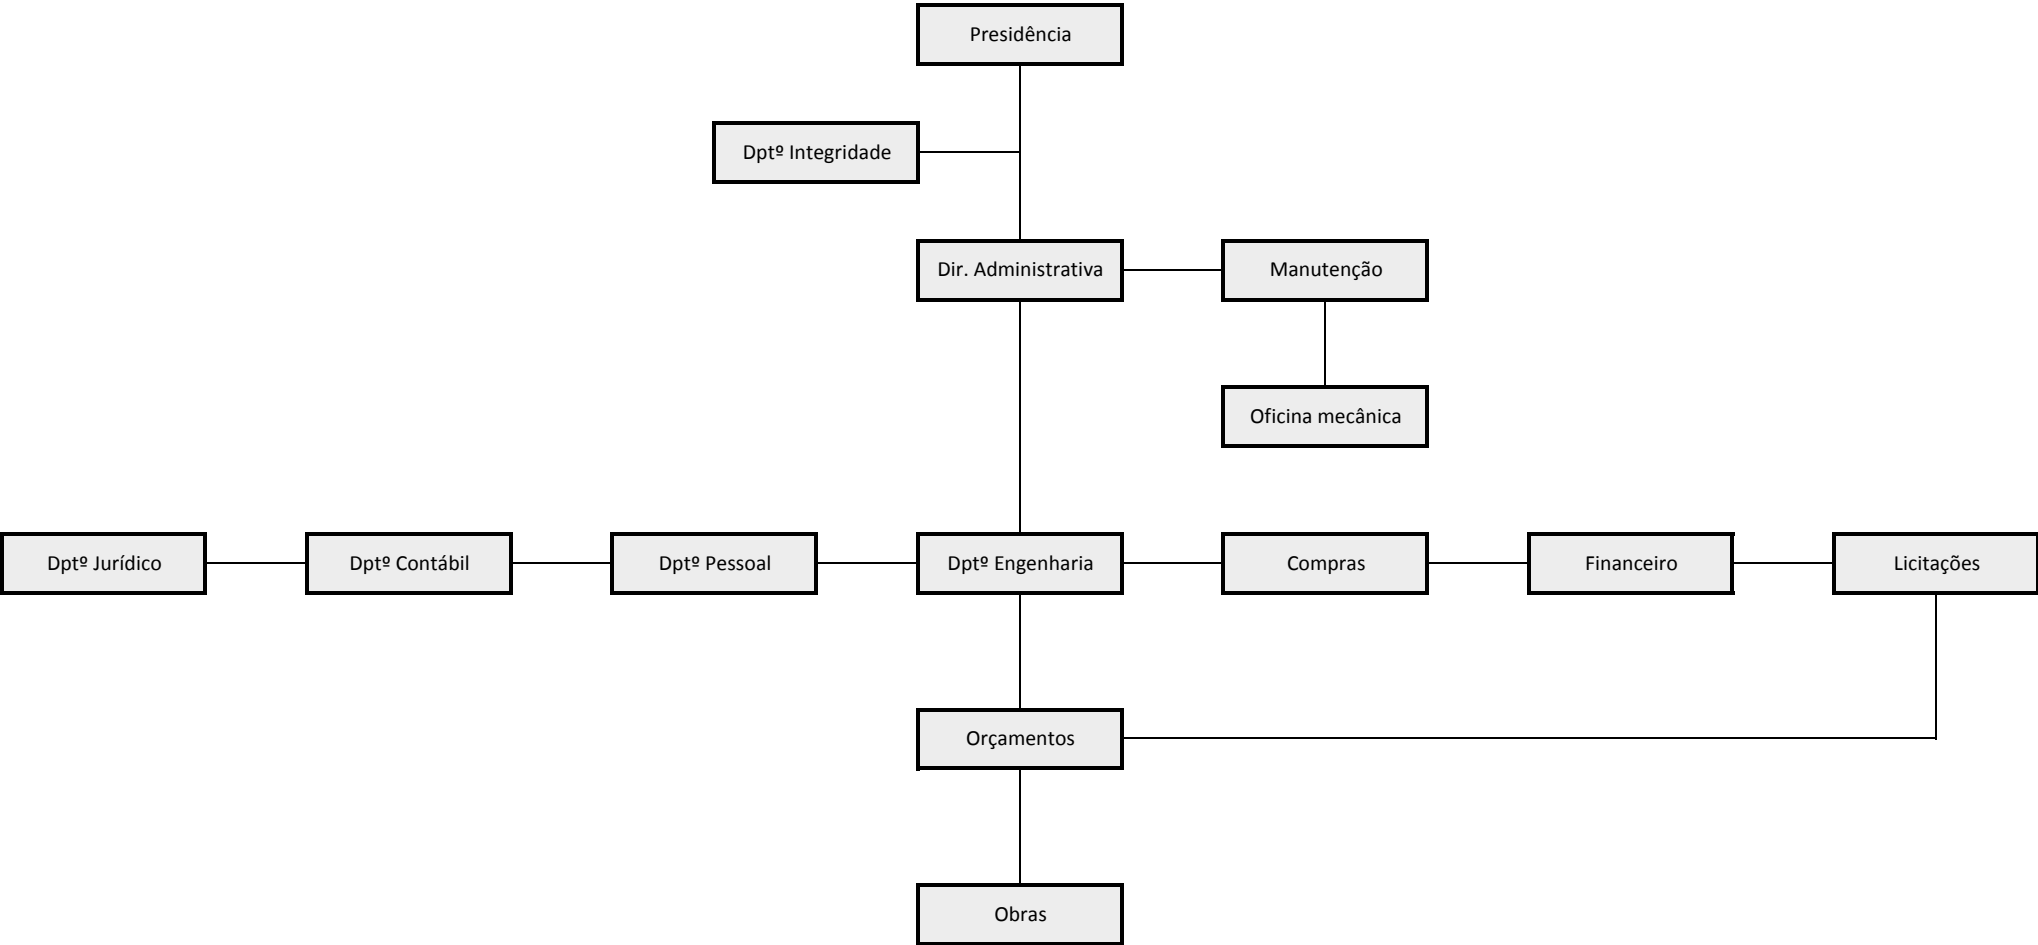 Presidência
Dptº Integridade
Dir. Administrativa
Manutenção
Oficina mecânica
Dptº Jurídico
Dptº Contábil
Dptº Pessoal
Dptº Engenharia
Compras
Financeiro
Licitações
Orçamentos
Obras